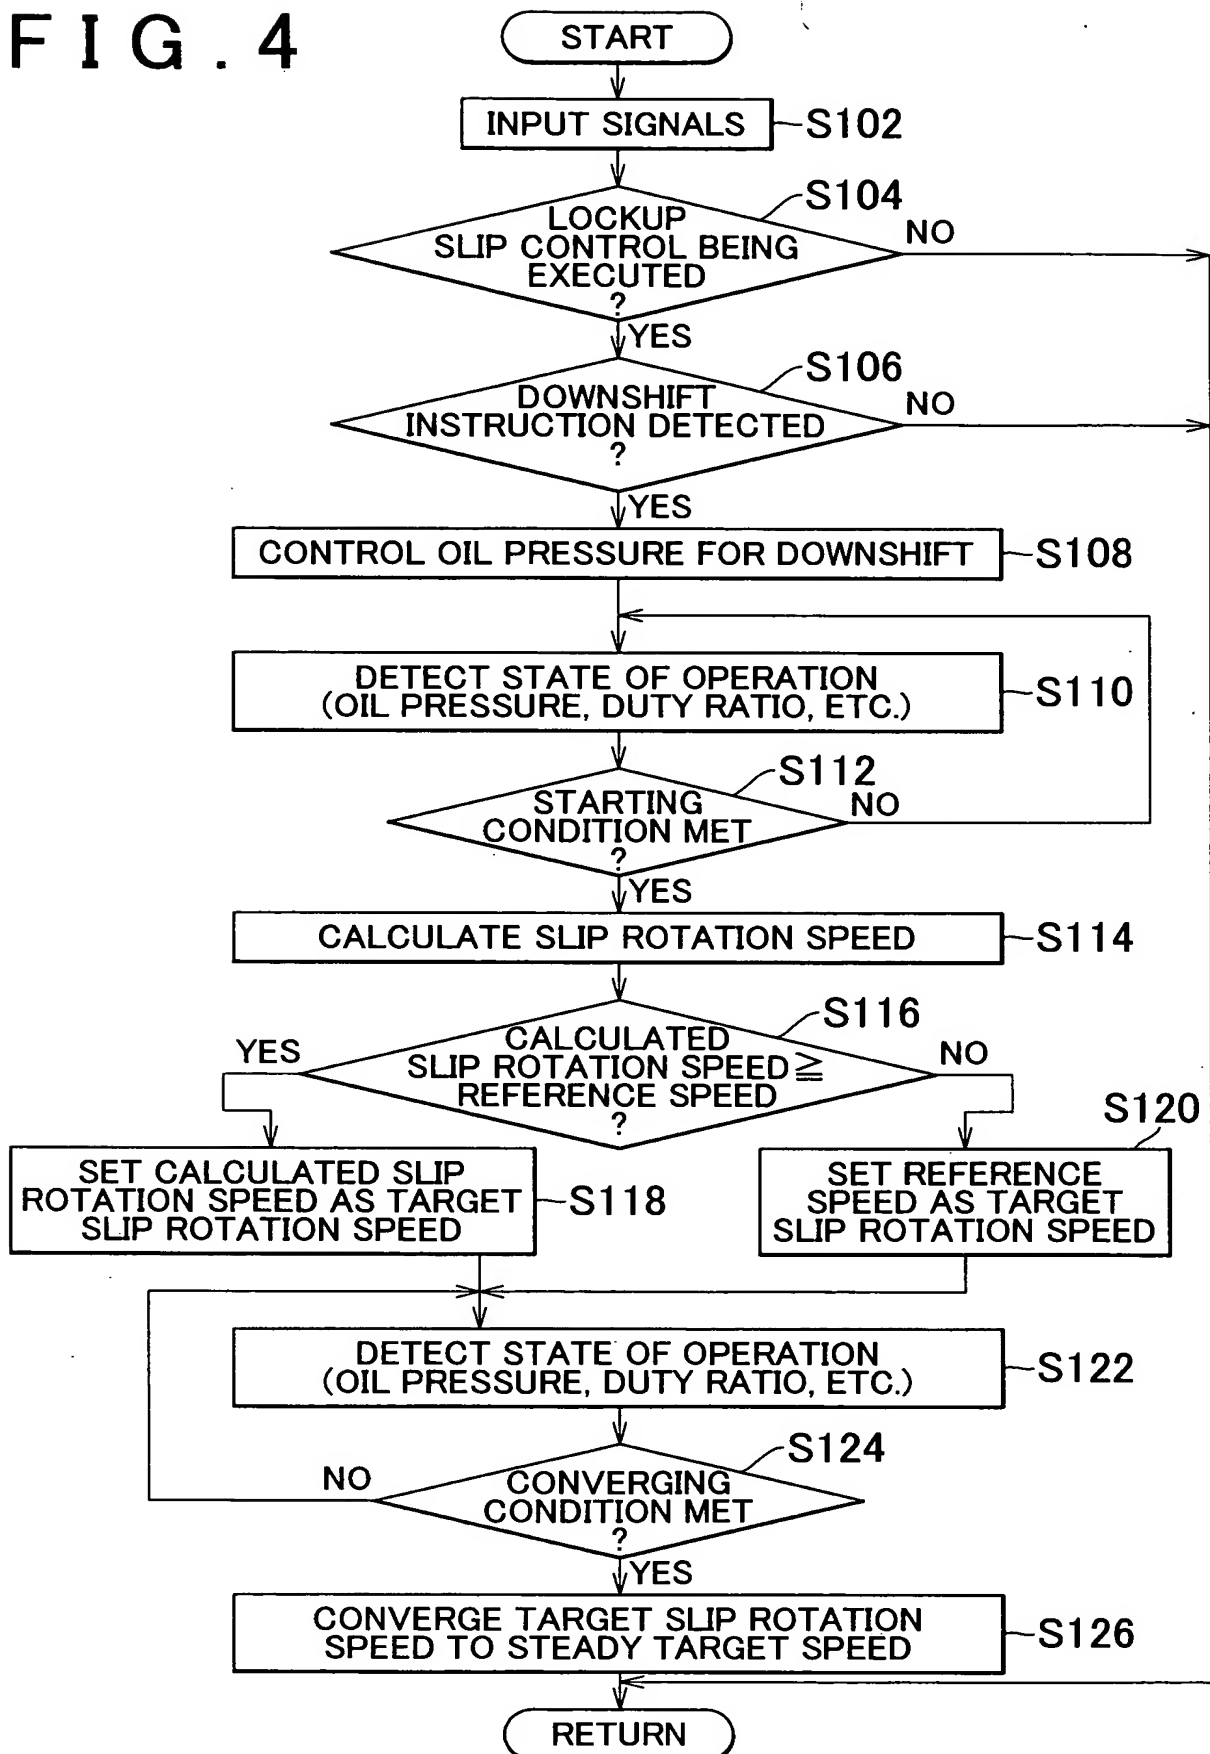 FIG. 4
START
INPUT SIGNALS
S102
S104
LOCKUP
SLIP CONTROL BEING
EXECUTED
?
NO
YES
S106
DOWNSHIFT
INSTRUCTION DETECTED
?
NO
YES
CONTROL OIL PRESSURE FOR DOWNSHIFT
S108
DETECT STATE OF OPERATION
(OIL PRESSURE, DUTY RATIO, ETC.)
S110
S112
STARTING
CONDITION MET
?
NO
YES
CALCULATE SLIP ROTATION SPEED
S114
S116
CALCULATED
SLIP ROTATION SPEED ≧
REFERENCE SPEED
?
YES
NO
SET CALCULATED SLIP
ROTATION SPEED AS TARGET
SLIP ROTATION SPEED
S118
S120
SET REFERENCE
SPEED AS TARGET
SLIP ROTATION SPEED
DETECT STATE OF OPERATION
(OIL PRESSURE, DUTY RATIO, ETC.)
S122
S124
CONVERGING
CONDITION MET
?
NO
YES
CONVERGE TARGET SLIP ROTATION
SPEED TO STEADY TARGET SPEED
S126
RETURN